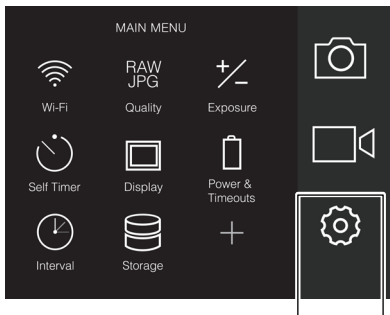 MAIN MENU
RAW
JPG
Wi-Fi
Quality
Exposure
Self Timer
Display
Power &
Timeouts
Interval
Storage